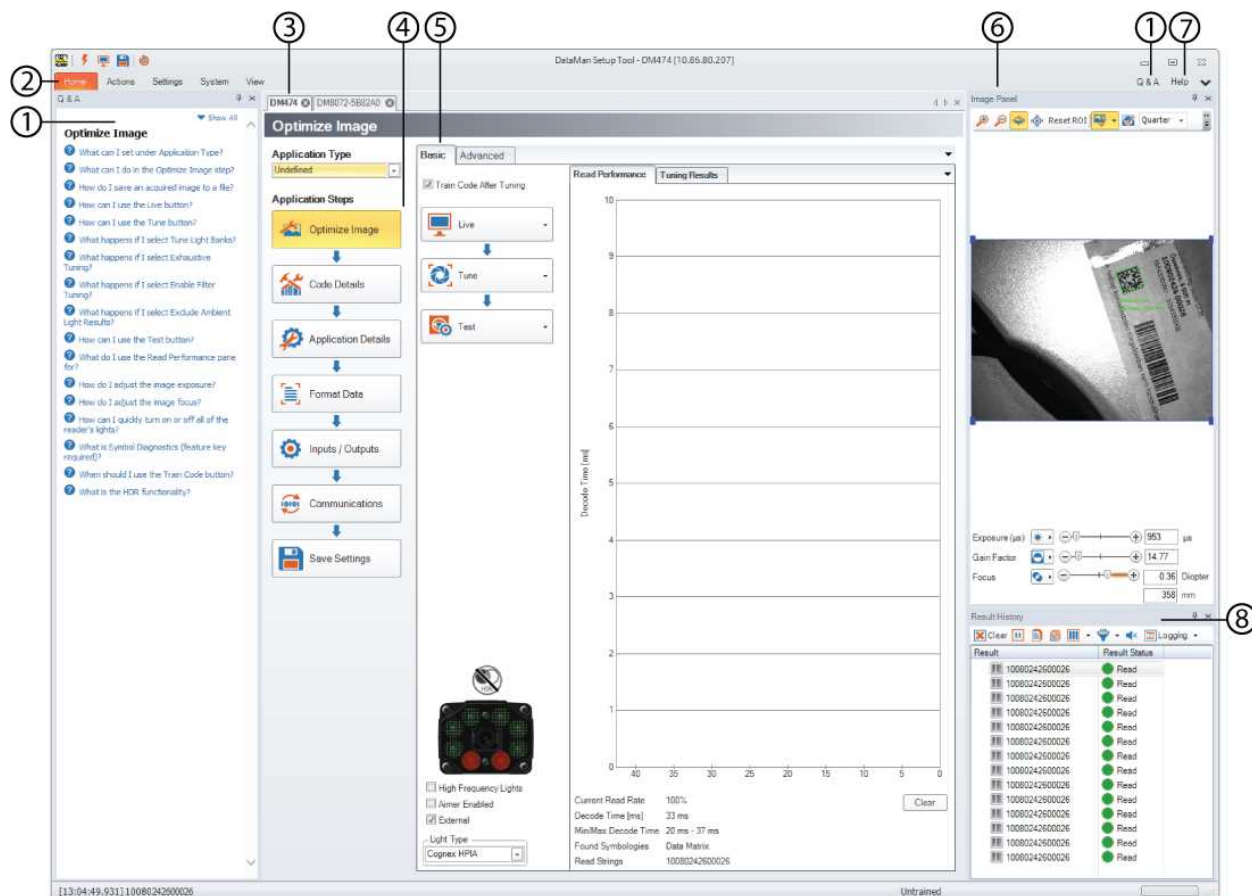 ③ ④ ⑤ ⑥ ① ⑦
DataMan Setup Tool - DM474 [10.86.80.207]
② Home Actions Settings System View
Q & A Help
Q & A
DM474 DM8072-5B82A0
Image Panel
①
Show All
Optimize Image
What can I set under Application Type?
What can I do in the Optimize Image step?
How do I save an acquired image to a file?
How can I use the Live button?
How can I use the Tune button?
What happens if I select Tune Light Banks?
What happens if I select Exhaustive
Tuning?
What happens if I select Enable Filter
Tuning?
What happens if I select Exclude Ambient
Light Results?
How can I use the Test button?
What do I use the Read Performance pane
for?
How do I adjust the image exposure?
How do I adjust the image focus?
How can I quickly turn on or off all of the
reader's lights?
What is Symbol Diagnostics (feature key
required)?
When should I use the Train Code button?
What is the HDR functionality?
Optimize Image
Application Type
Undefined
Application Steps
Optimize Image
Code Details
Application Details
Format Data
Inputs / Outputs
Communications
Save Settings
Basic Advanced
Train Code After Tuning
Live
Tune
Test
HDR
High Frequency Lights
Aimer Enabled
External
Light Type
Cognex HPIA
Read Performance Tuning Results
10
9
8
7
6
5
4
3
2
1
0
Decode Time [ms]
40 35 30 25 20 15 10 5 0
Current Read Rate 100%
Decode Time [ms] 33 ms
Min/Max Decode Time 20 ms - 37 ms
Found Symbologies Data Matrix
Read Strings 10080242600026
Clear
Reset ROI Quarter
Exposure (µs) 953 µs
Gain Factor 14.77
Focus 0.36 Diopter
358 mm
Result History
⑧
Clear Logging
Result Result Status
10080242600026 Read
10080242600026 Read
10080242600026 Read
10080242600026 Read
10080242600026 Read
10080242600026 Read
10080242600026 Read
10080242600026 Read
10080242600026 Read
10080242600026 Read
10080242600026 Read
10080242600026 Read
10080242600026 Read
10080242600026 Read
[13:04:49.931] 10080242600026
Untrained